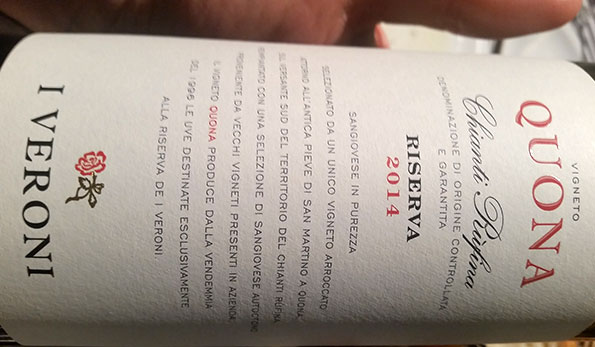 VIGNETO
QUONA
Chianti Rùfina
DENOMINAZIONE DI ORIGINE CONTROLLATA
E GARANTITA
RISERVA
2014
SANGIOVESE IN PUREZZA
SELEZIONATO DA UN UNICO VIGNETO ARROCCATO
ATTORNO ALL'ANTICA PIEVE DI SAN MARTINO A QUONA
SUL VERSANTE SUD DEL TERRITORIO DEL CHIANTI RÙFINA
REIMPIANTATO CON UNA SELEZIONE DI SANGIOVESE AUTOCTONO
PROVENIENTE DA VECCHI VIGNETI PRESENTI IN AZIENDA
IL VIGNETO QUONA PRODUCE DALLA VENDEMMIA
DEL 1996 LE UVE DESTINATE ESCLUSIVAMENTE
ALLA RISERVA DE I VERONI.
I VERONI